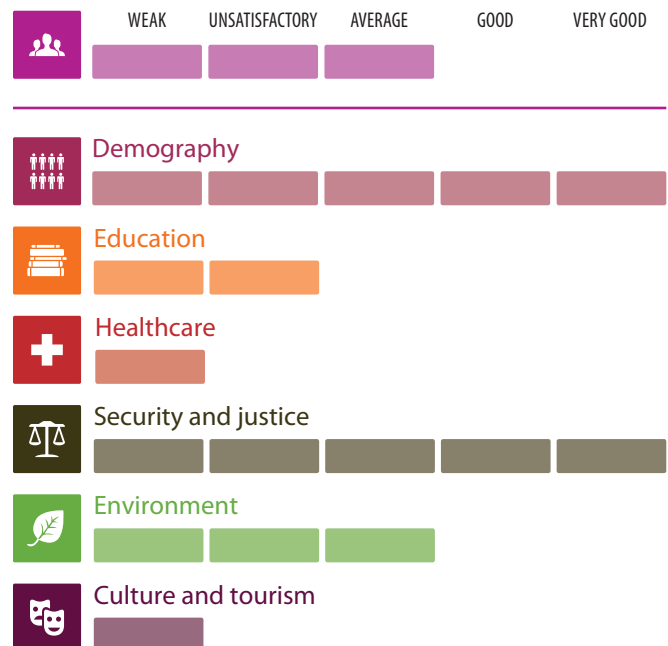 WEAK UNSATISFACTORY AVERAGE GOOD VERY GOOD
Demography
Education
Healthcare
Security and justice
Environment
Culture and tourism